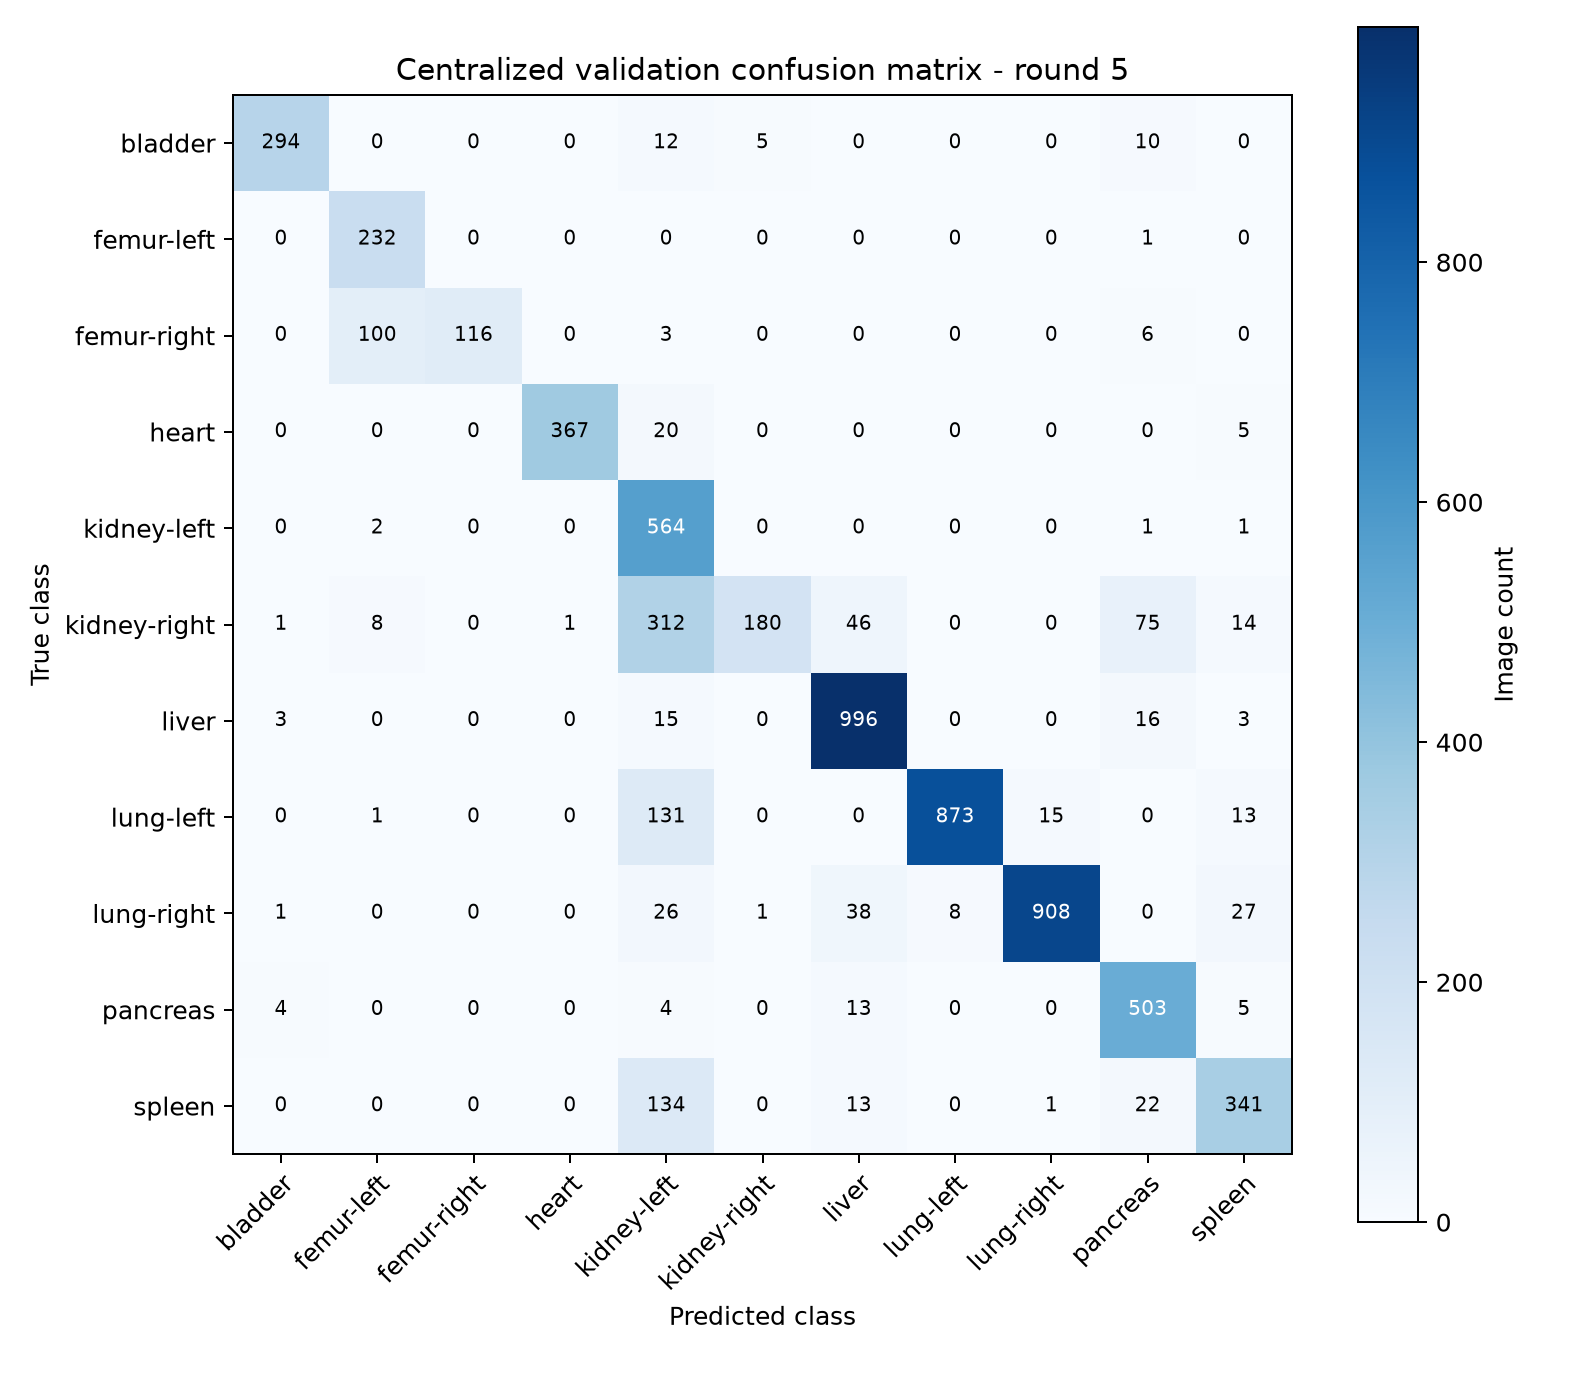 Centralized validation confusion matrix - round 5
bladder 294 0 0 0 12 5 0 0 0 10 0
femur-left 0 232 0 0 0 0 0 0 0 1 0
femur-right 0 100 116 0 3 0 0 0 0 6 0
heart 0 0 0 367 20 0 0 0 0 0 5
kidney-left 0 2 0 0 564 0 0 0 0 1 1
kidney-right 1 8 0 1 312 180 46 0 0 75 14
liver 3 0 0 0 15 0 996 0 0 16 3
lung-left 0 1 0 0 131 0 0 873 15 0 13
lung-right 1 0 0 0 26 1 38 8 908 0 27
pancreas 4 0 0 0 4 0 13 0 0 503 5
spleen 0 0 0 0 134 0 13 0 1 22 341
bladder femur-left femur-right heart kidney-left kidney-right liver lung-left lung-right pancreas spleen
Predicted class
True class
800
600
400
200
0
Image count